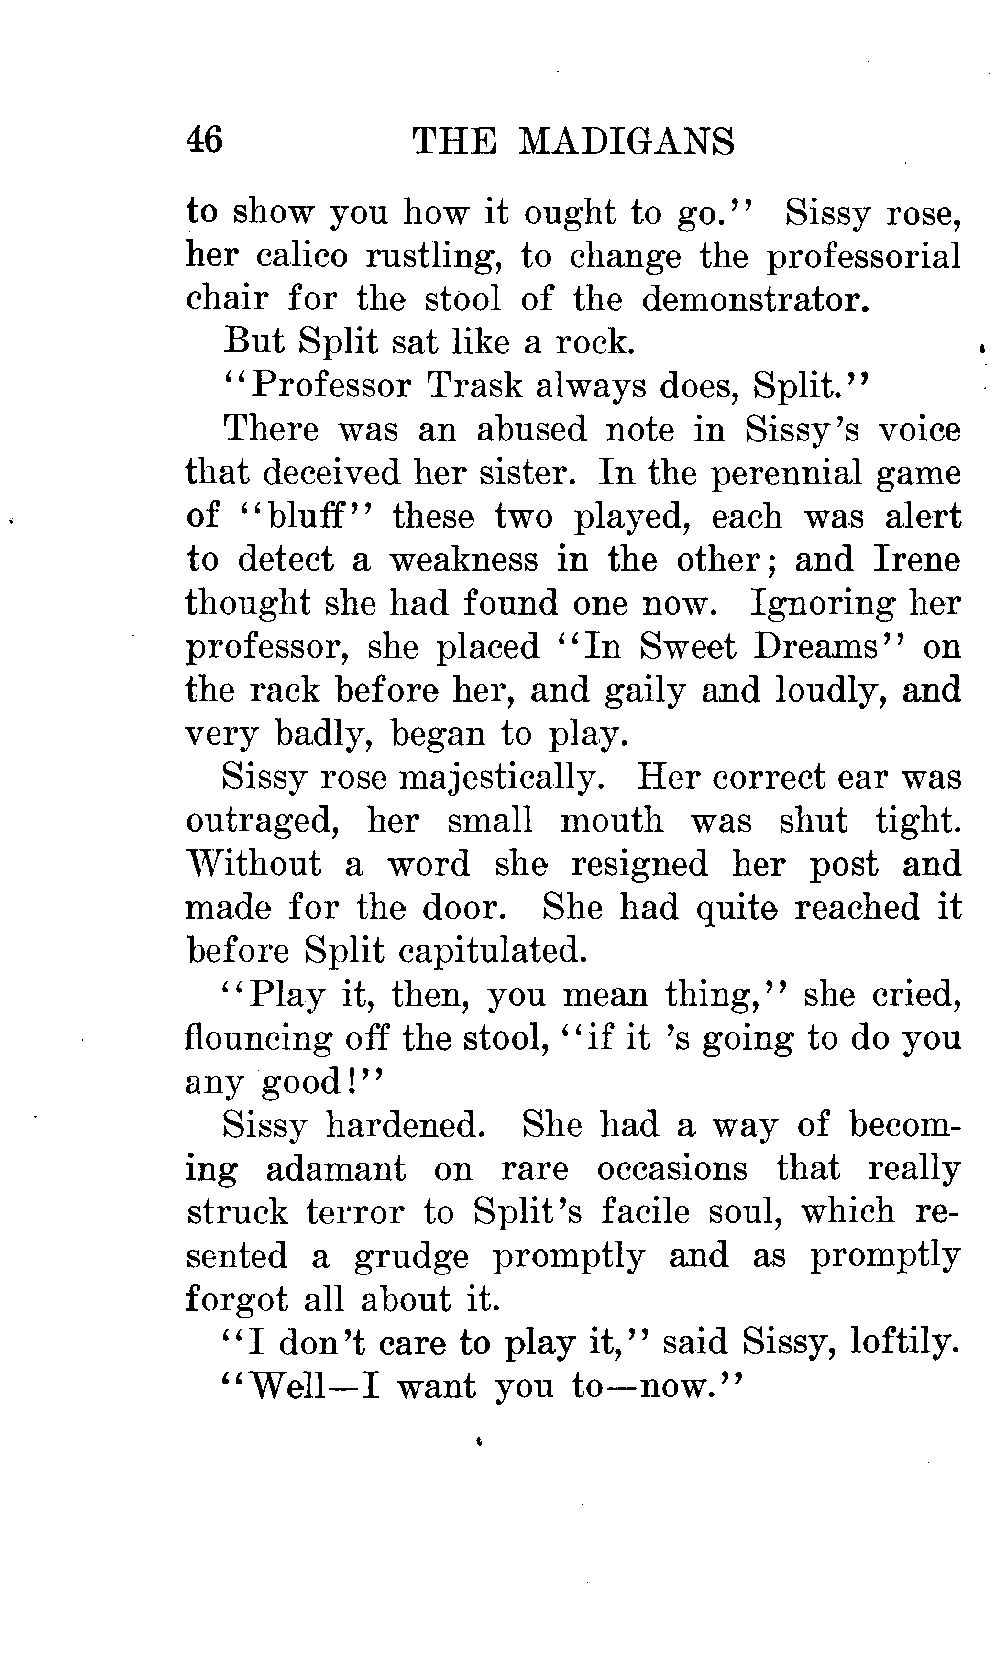 46 THE MADIGANS
to show you how it ought to go.'' Sissy rose,
her calico rustling, to change the professorial
chair for the stool of the demonstrator.
But Split sat like a rock.
''Professor Trask always does, Split.''
There was an abused note in Sissy's voice
that deceived her sister. In the perennial game
of ''bluff'' these two played, each was alert
to detect a weakness in the other; and Irene
thought she had found one now. Ignoring her
professor, she placed ''In Sweet Dreams'' on
the rack before her, and gaily and loudly, and
very badly, began to play.
Sissy rose majestically. Her correct ear was
outraged, her small mouth was shut tight.
Without a word she resigned her post and
made for the door. She had quite reached it
before Split capitulated.
''Play it, then, you mean thing,'' she cried,
flouncing off the stool, ''if it 's going to do you
any good!''
Sissy hardened. She had a way of becom-
ing adamant on rare occasions that really
struck terror to Split's facile soul, which re-
sented a grudge promptly and as promptly
forgot all about it.
''I don't care to play it,'' said Sissy, loftily.
''Well—I want you to—now.''